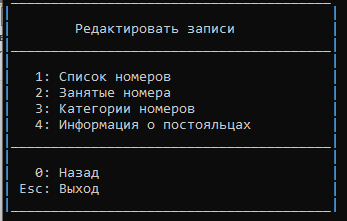 Редактировать записи
1: Список номеров
2: Занятые номера
3: Категории номеров
4: Информация о постояльцах
0: Назад
Esc: Выход